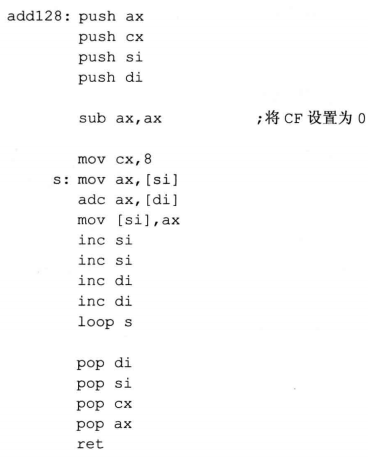 add128: push ax
push cx
push si
push di
sub ax,ax ;将 CF 设置为 0
mov cx,8
s: mov ax,[si]
adc ax,[di]
mov [si],ax
inc si
inc si
inc di
inc di
loop s
pop di
pop si
pop cx
pop ax
ret